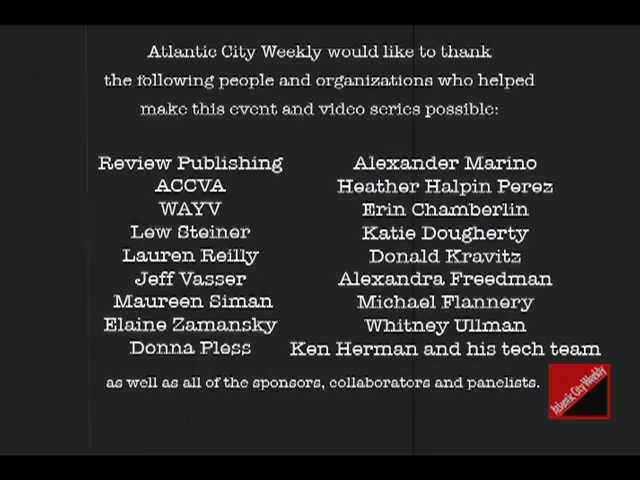 Atlantic City Weekly would like to thank
the following people and organizations who helped
make this event and video series possible:
Review Publishing
ACCVA
WAYV
Lew Steiner
Lauren Reilly
Jeff Vasser
Maureen Siman
Elaine Zamansky
Donna Pless
Alexander Marino
Heather Halpin Perez
Erin Chamberlin
Katie Dougherty
Donald Kravitz
Alexandra Freedman
Michael Flannery
Whitney Ullman
Ken Herman and his tech team
as well as all of the sponsors, collaborators and panelists.
Atlantic City Weekly